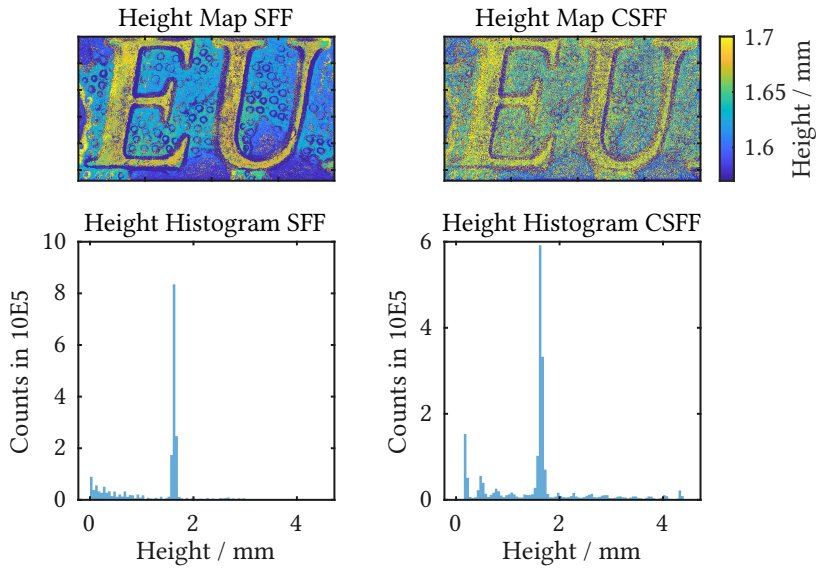 Height Map SFF
Height Map CSFF
EU
EU
1.7
1.65
1.6
Height / mm
Height Histogram SFF
Height Histogram CSFF
Counts in 10E5
10
8
6
4
2
0
0
2
4
Height / mm
Counts in 10E5
6
4
2
0
0
2
4
Height / mm